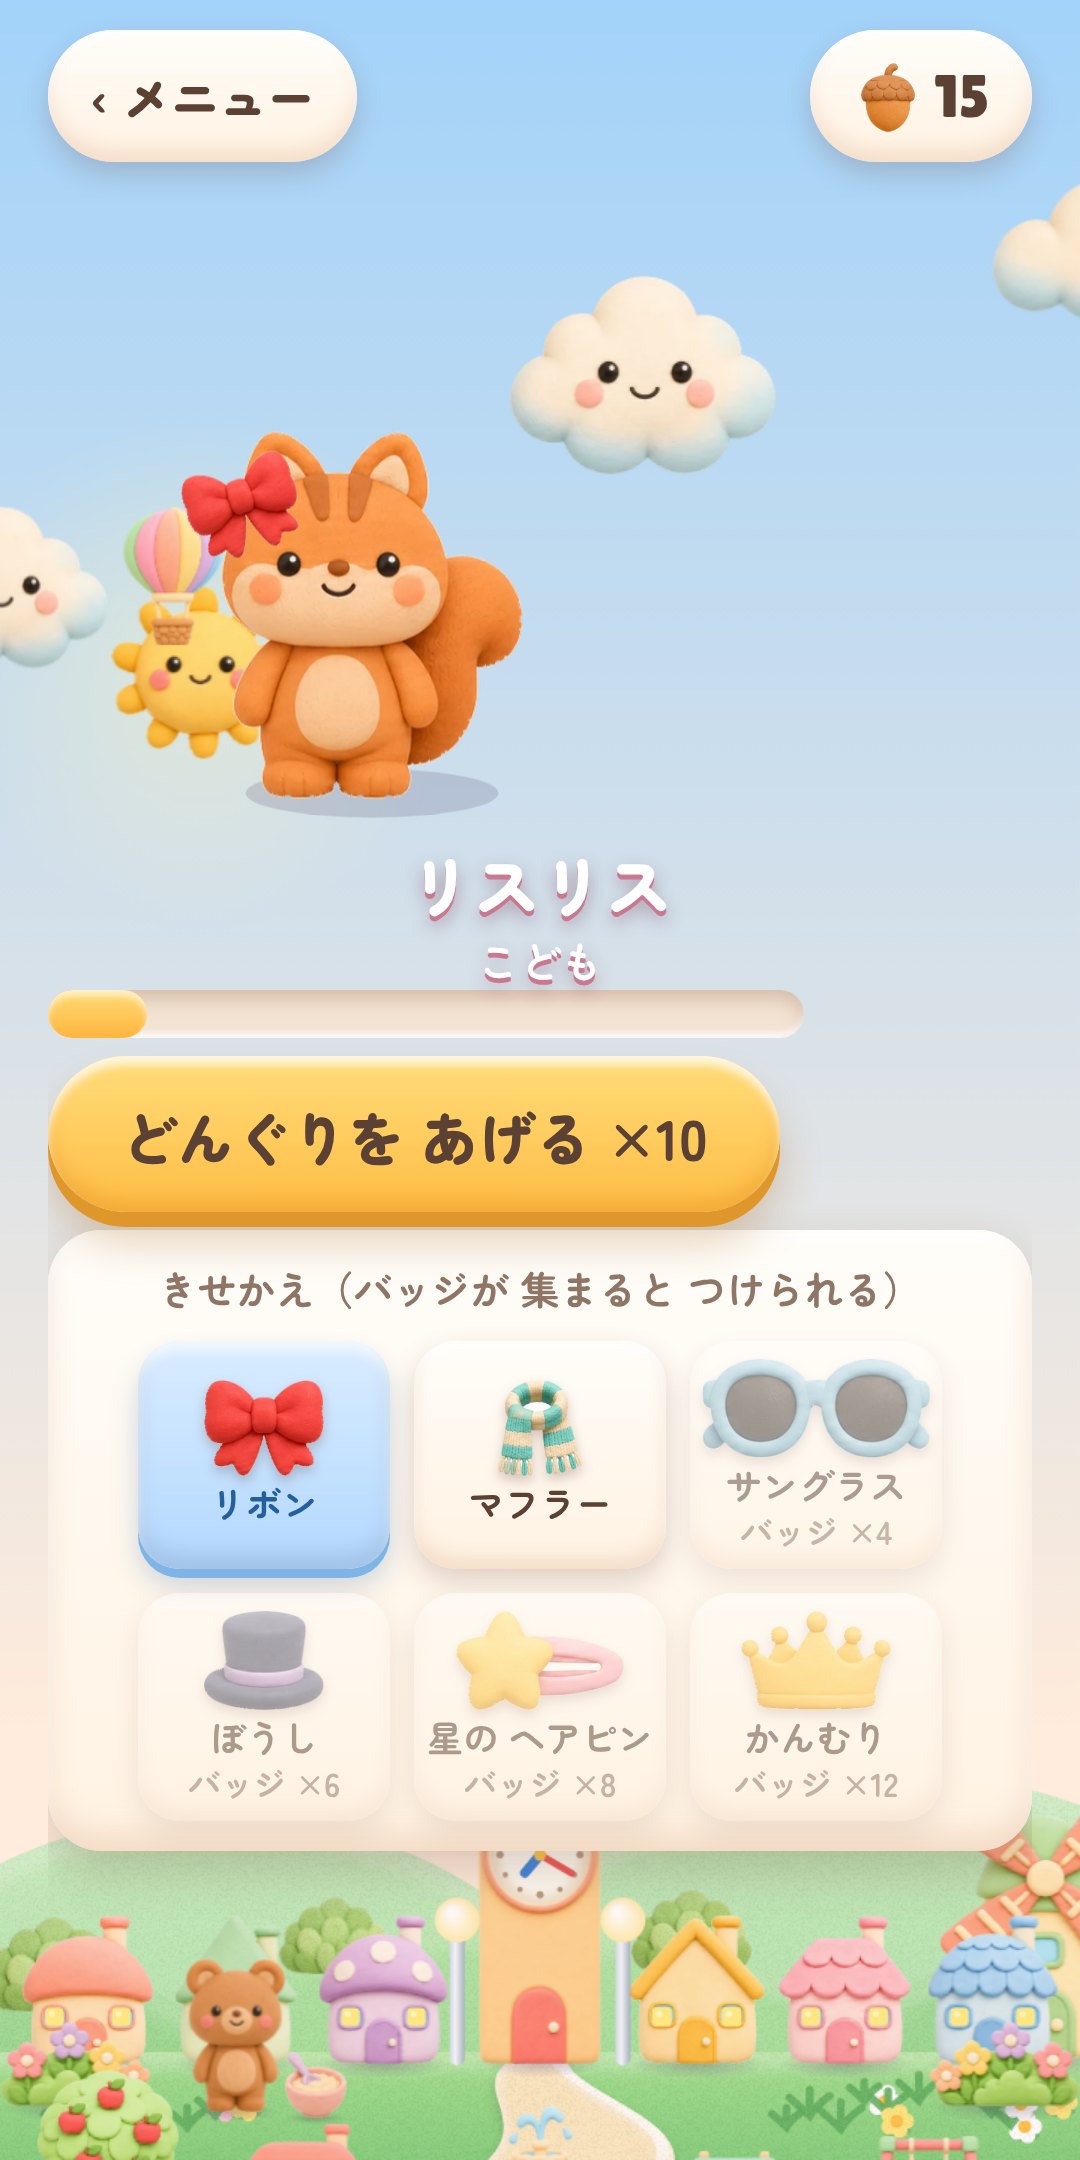 ‹ メニュー
15
リスリス
こども
どんぐりを あげる ×10
きせかえ（バッジが 集まると つけられる）
リボン
マフラー
サングラス
バッジ ×4
ぼうし
バッジ ×6
星の ヘアピン
バッジ ×8
かんむり
バッジ ×12